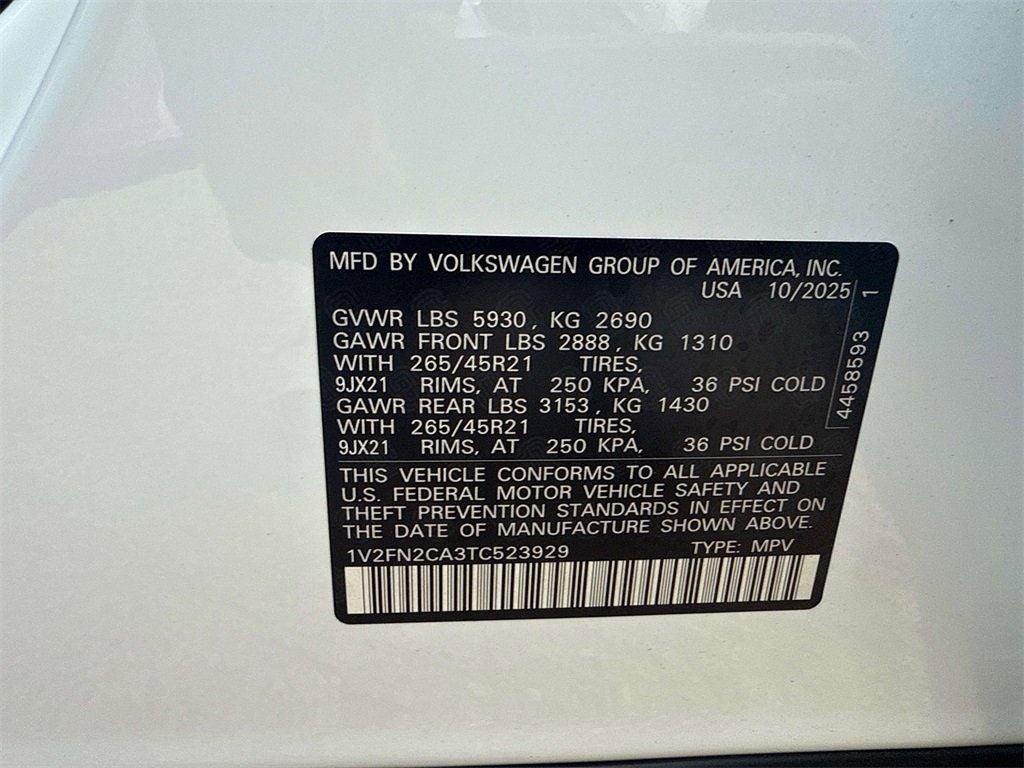 MFD BY VOLKSWAGEN GROUP OF AMERICA, INC.
USA 10/2025
GVWR LBS 5930, KG 2690
GAWR FRONT LBS 2888, KG 1310
WITH 265/45R21 TIRES,
9JX21 RIMS, AT 250 KPA, 36 PSI COLD
GAWR REAR LBS 3153, KG 1430
WITH 265/45R21 TIRES,
9JX21 RIMS, AT 250 KPA, 36 PSI COLD
4458593 1
THIS VEHICLE CONFORMS TO ALL APPLICABLE
U.S. FEDERAL MOTOR VEHICLE SAFETY AND
THEFT PREVENTION STANDARDS IN EFFECT ON
THE DATE OF MANUFACTURE SHOWN ABOVE.
1V2FN2CA3TC523929 TYPE: MPV